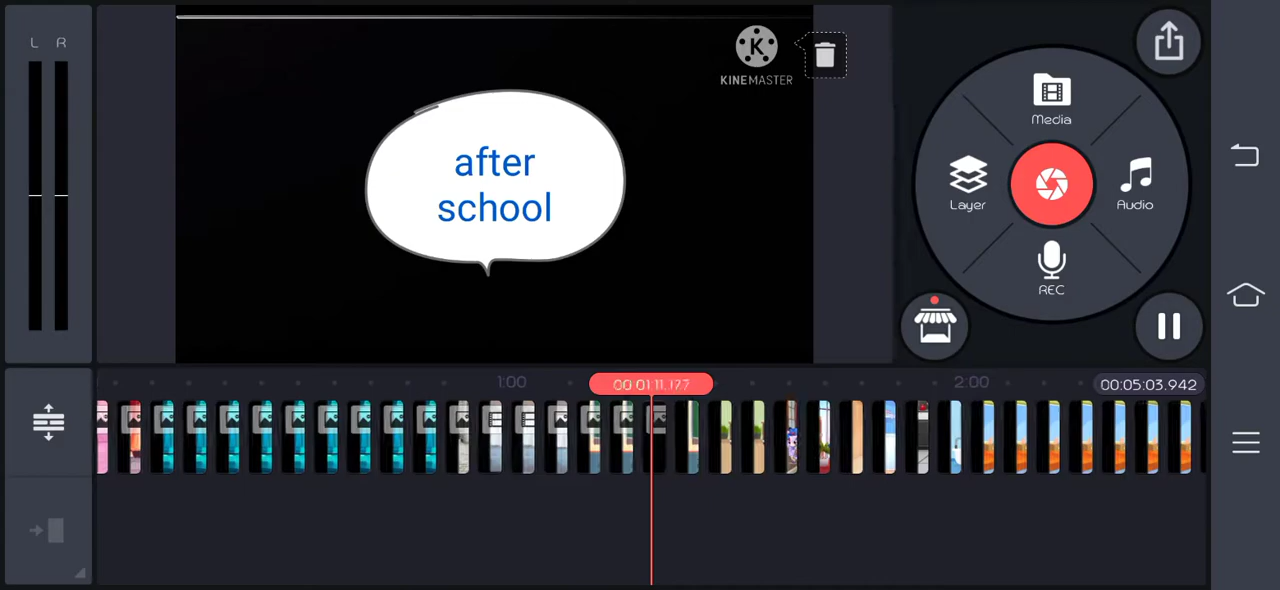 L R
KINEMASTER
after
school
Media
Layer
Audio
REC
1:00
00:01:11.177
2:00
00:05:03.942